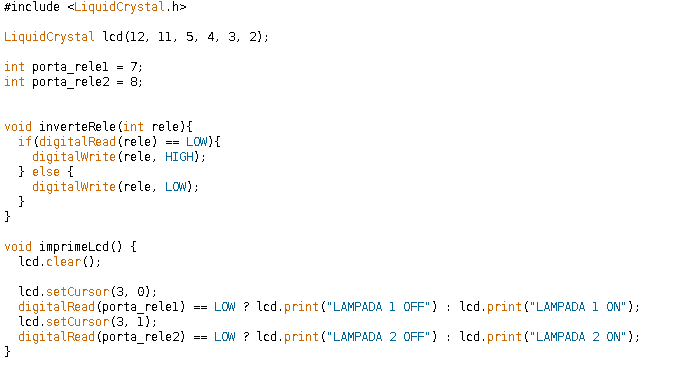 #include <LiquidCrystal.h>
LiquidCrystal lcd(12, 11, 5, 4, 3, 2);
int porta_rele1 = 7;
int porta_rele2 = 8;
void inverteRele(int rele){
if(digitalRead(rele) == LOW){
digitalWrite(rele, HIGH);
} else {
digitalWrite(rele, LOW);
}
}
void imprimeLcd() {
lcd.clear();
lcd.setCursor(3, 0);
digitalRead(porta_rele1) == LOW ? lcd.print("LAMPADA 1 OFF") : lcd.print("LAMPADA 1 ON");
lcd.setCursor(3, 1);
digitalRead(porta_rele2) == LOW ? lcd.print("LAMPADA 2 OFF") : lcd.print("LAMPADA 2 ON");
}